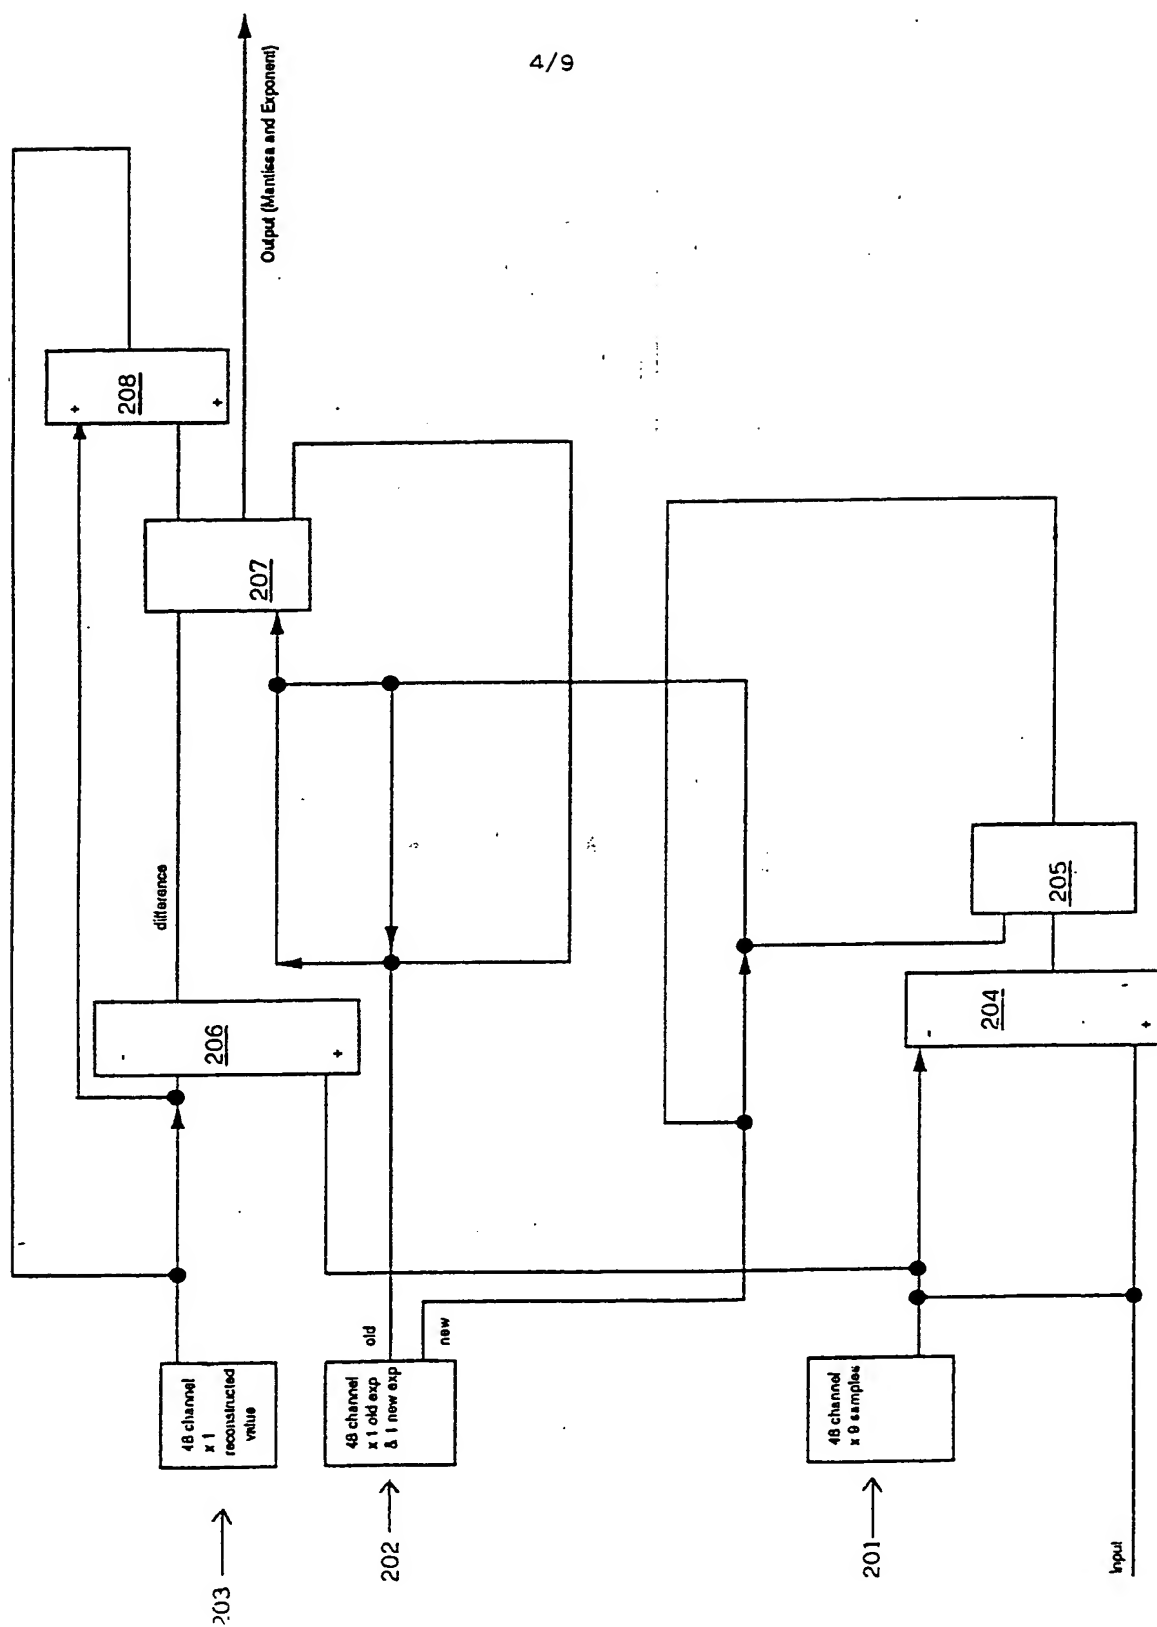 4/9
Output (Mantissa and Exponent)
+
208
+
207
difference
-
206
+
205
-
204
+
old
new
48 channel
x 1
reconstructed
value
48 channel
x 1 old exp
& 1 new exp
48 channel
x 9 samples
203
202
201
Input